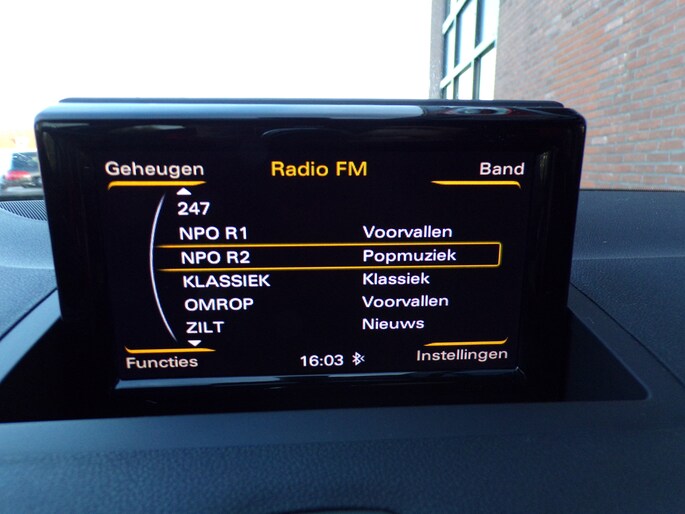 Geheugen Radio FM Band
247
NPO R1 Voorvallen
NPO R2 Popmuziek
KLASSIEK Klassiek
OMROP Voorvallen
ZILT Nieuws
Functies 16:03 Instellingen